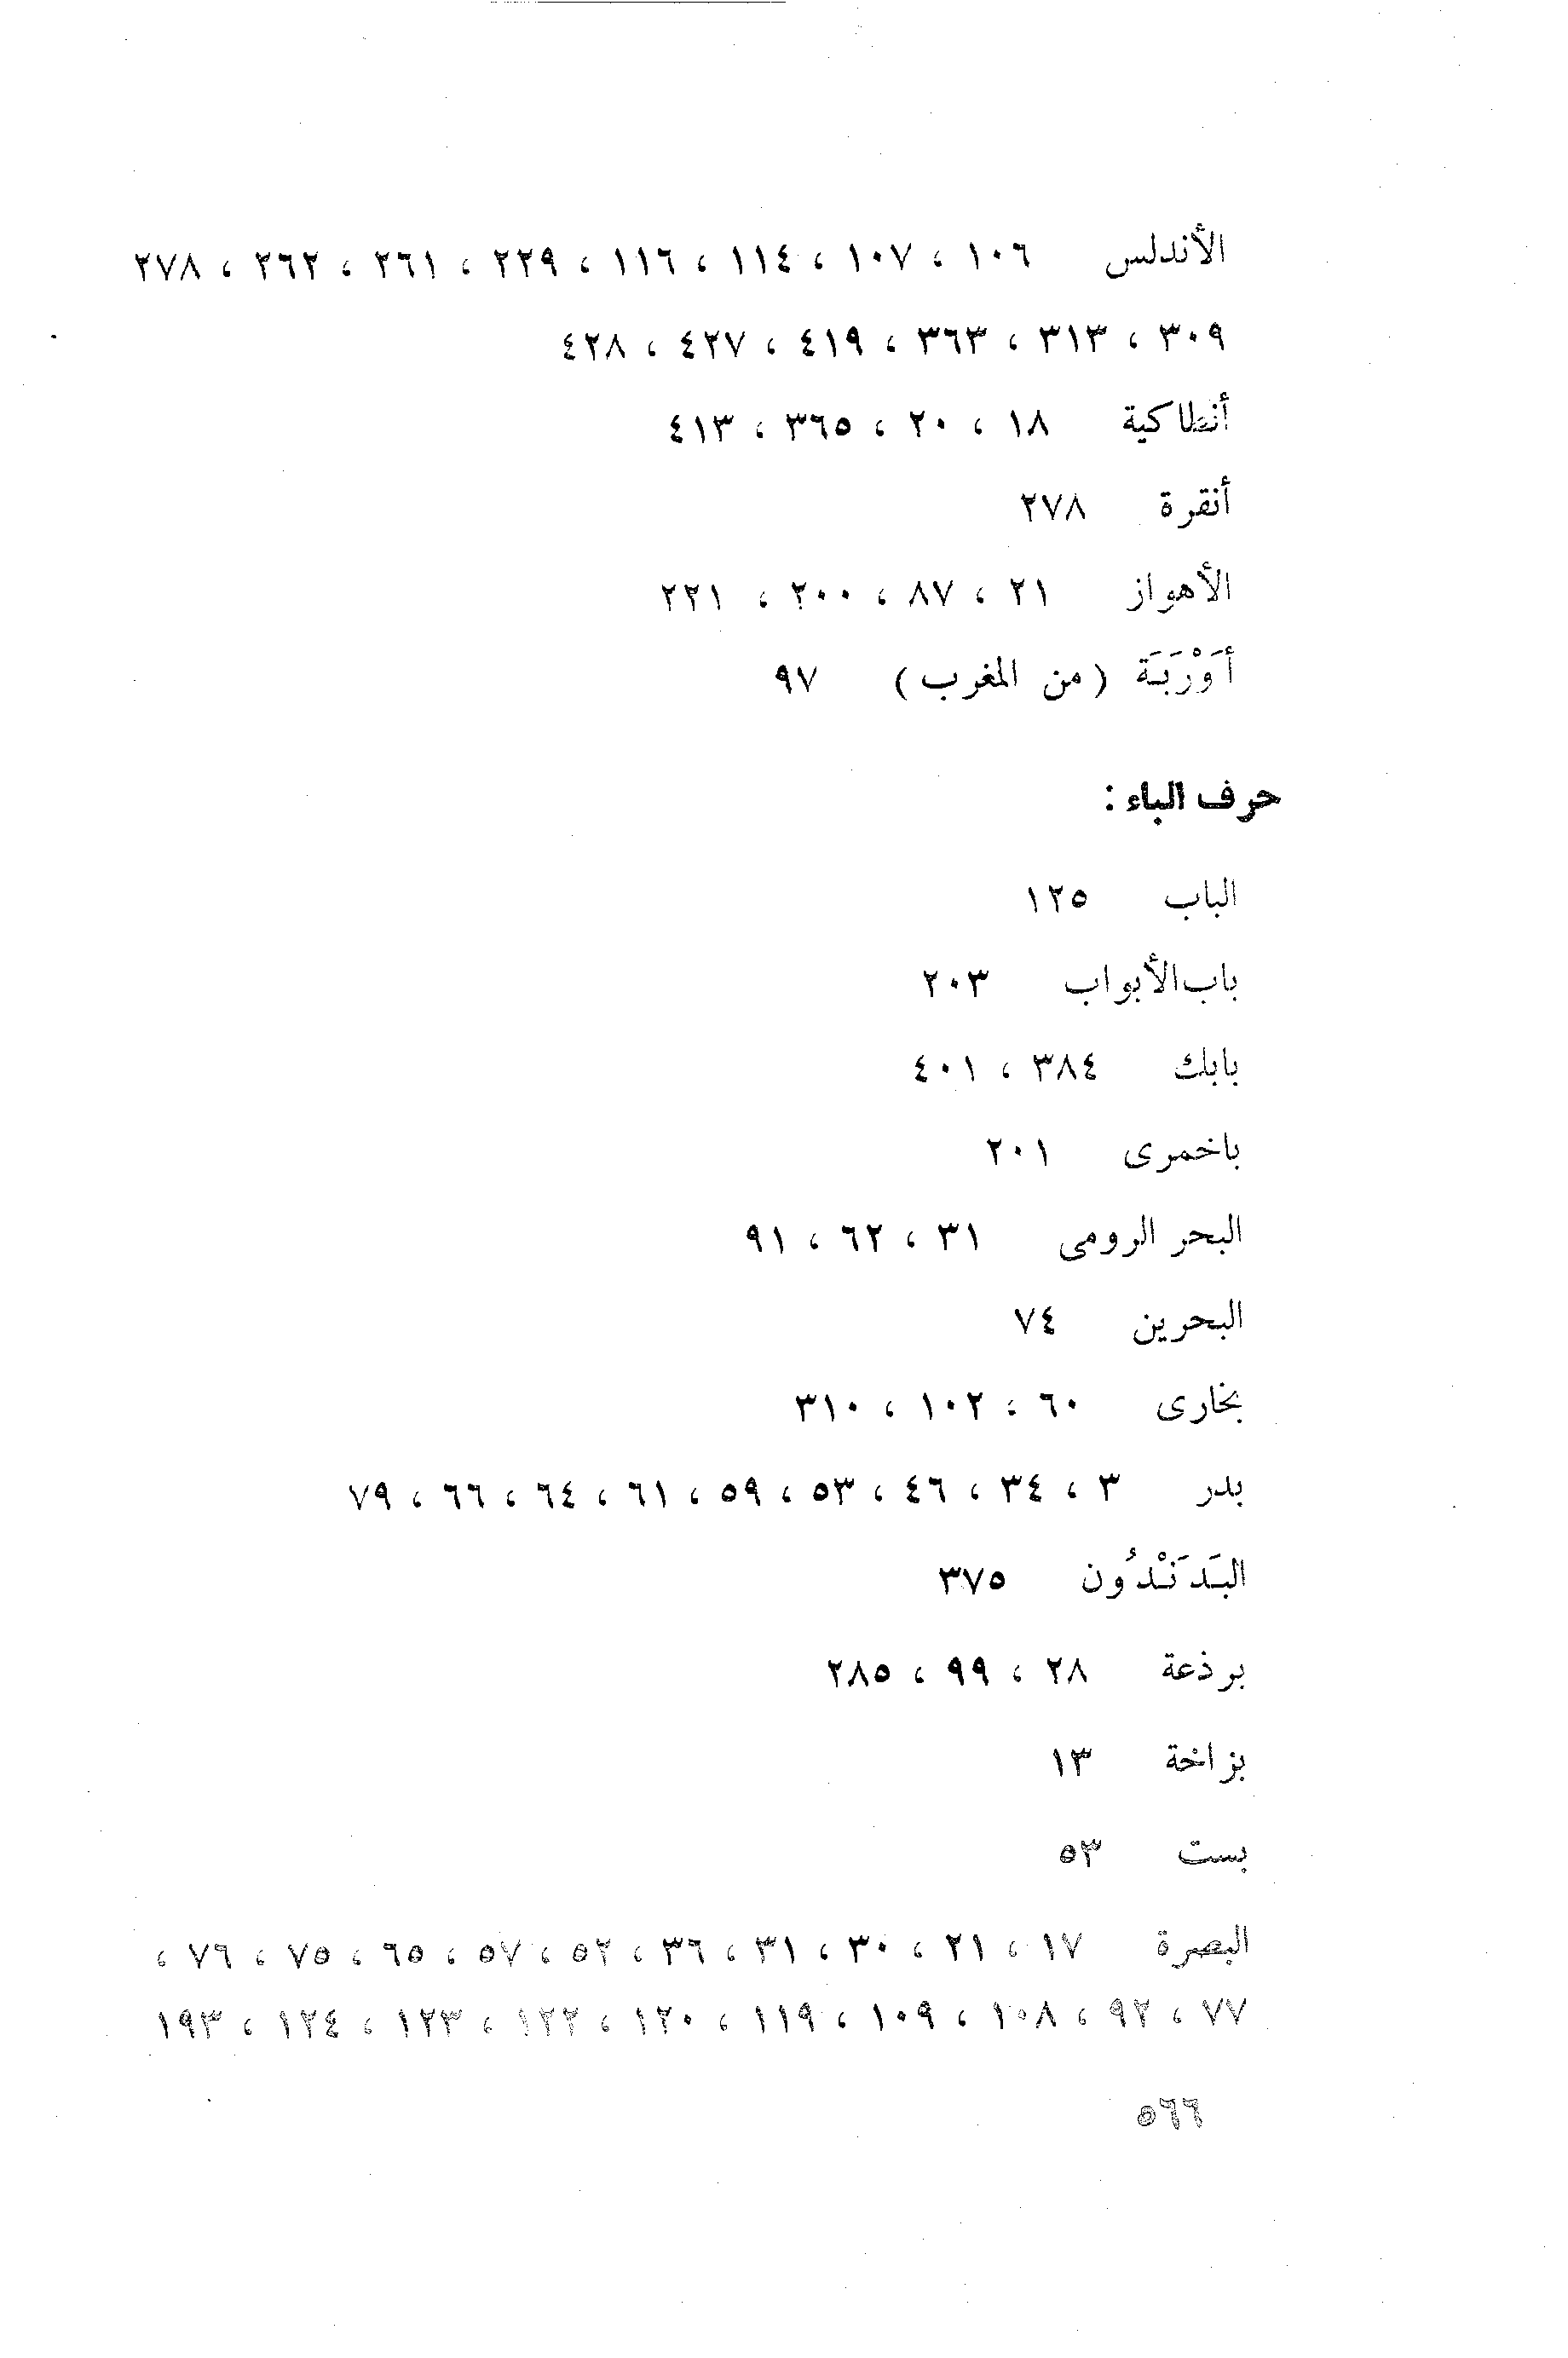 الأندلس ١٠٦ ، ١٠٧ ، ١١٤ ، ١١٦ ، ٢٢٩ ، ٢٦١ ، ٢٦٢ ، ٢٧٨
٣٠٩ ، ٣١٣ ، ٣٦٣ ، ٤١٩ ، ٤٢٧ ، ٤٢٨
أنطاكية ١٨ ، ٢٠ ، ٣٦٥ ، ٤١٣
أنقرة ٢٧٨
الأهواز ٢١ ، ٨٧ ، ٢٠٠ ، ٢٢١
أَوْرَبَة (من المغرب) ٩٧
حرف الباء :
الباب ١٢٥
باب الأبواب ٢٠٣
بابك ٣٨٤ ، ٤٠١
باخمرى ٢٠١
البحر الرومى ٣١ ، ٦٢ ، ٩١
البحرين ٧٤
بخارى ٦٠ ، ١٠٢ ، ٣١٠
بدر ٣ ، ٣٤ ، ٤٦ ، ٥٣ ، ٥٩ ، ٦١ ، ٦٤ ، ٦٦ ، ٧٩
البَدَنْدُون ٣٧٥
برذعة ٢٨ ، ٩٩ ، ٢٨٥
بزاخة ١٣
بست ٥٣
البصرة ١٧ ، ٢١ ، ٣٠ ، ٣١ ، ٣٦ ، ٥٢ ، ٥٧ ، ٦٥ ، ٧٥ ، ٧٦ ،
٧٧ ، ٩٢ ، ١٠٨ ، ١٠٩ ، ١١٩ ، ١٢٠ ، ١٢٢ ، ١٢٣ ، ١٢٤ ، ١٩٣
٥٦٦